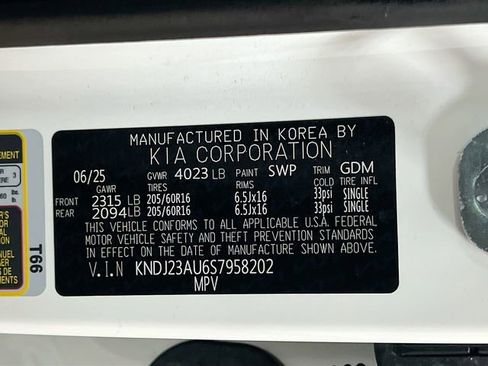 MANUFACTURED IN KOREA BY
KIA CORPORATION
06/25 GVWR 4023 LB PAINT SWP TRIM GDM
GAWR TIRES RIMS COLD TIRE INFL
FRONT 2315 LB 205/60R16 6.5Jx16 33psi SINGLE
REAR 2094 LB 205/60R16 6.5Jx16 33psi SINGLE
THIS VEHICLE CONFORMS TO ALL APPLICABLE U.S.A. FEDERAL
MOTOR VEHICLE SAFETY AND THEFT PREVENTION STANDARDS
IN EFFECT ON THE DATE OF MANUFACTURE SHOWN ABOVE.
V.I.N KNDJ23AU6S7958202
MPV
T66